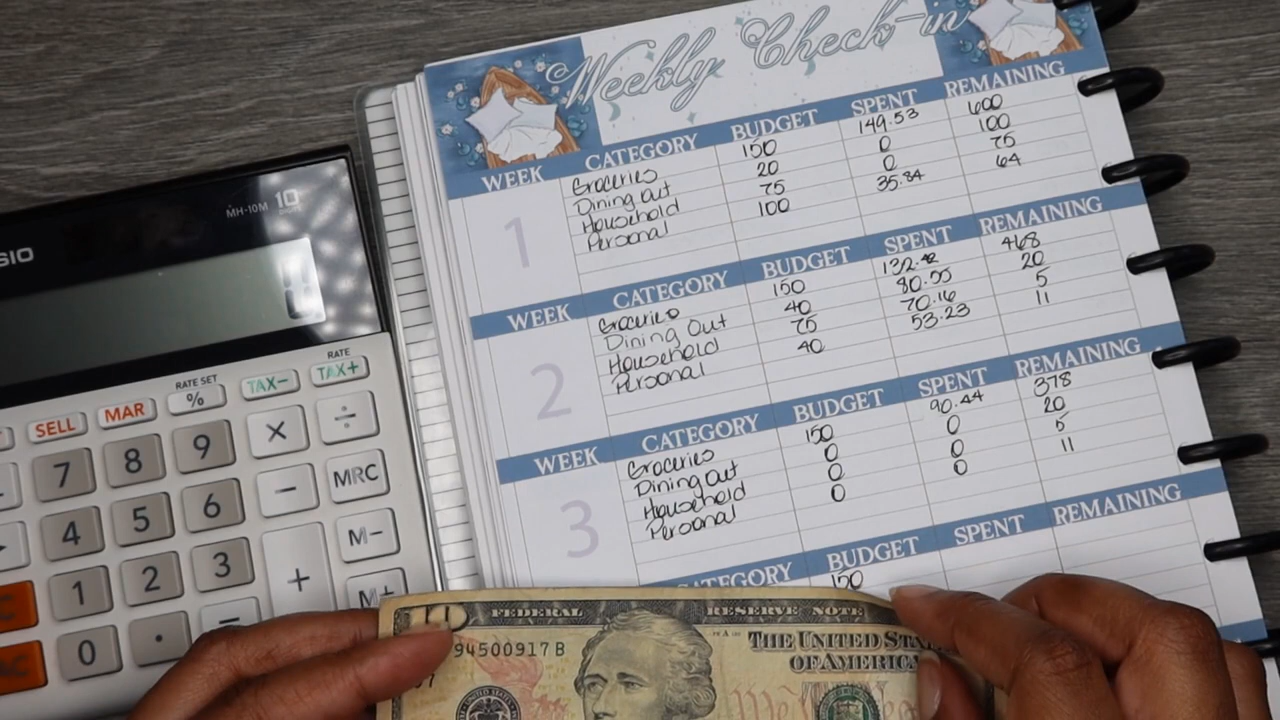 Weekly Check-in
WEEK CATEGORY BUDGET SPENT REMAINING
1
Groceries 150 149.53 600
Dining out 20 0 100
Household 75 0 75
Personal 100 35.84 64
WEEK CATEGORY BUDGET SPENT REMAINING
2
Groceries 150 132.42 468
Dining Out 40 80.55 20
Household 75 70.16 5
Personal 40 53.23 11
WEEK CATEGORY BUDGET SPENT REMAINING
3
Groceries 150 90.44 378
Dining out 0 0 20
Household 0 0 5
Personal 0 0 11
CATEGORY BUDGET SPENT REMAINING
150
SIO
MH-10M 10
RATE
RATE SET
SELL MAR % TAX- TAX+
7 8 9 × ÷
4 5 6 − MRC
1 2 3 + M− M+
0 . =
C
AC
FEDERAL RESERVE NOTE
THE UNITED STA
OF AMERICA
94500917B